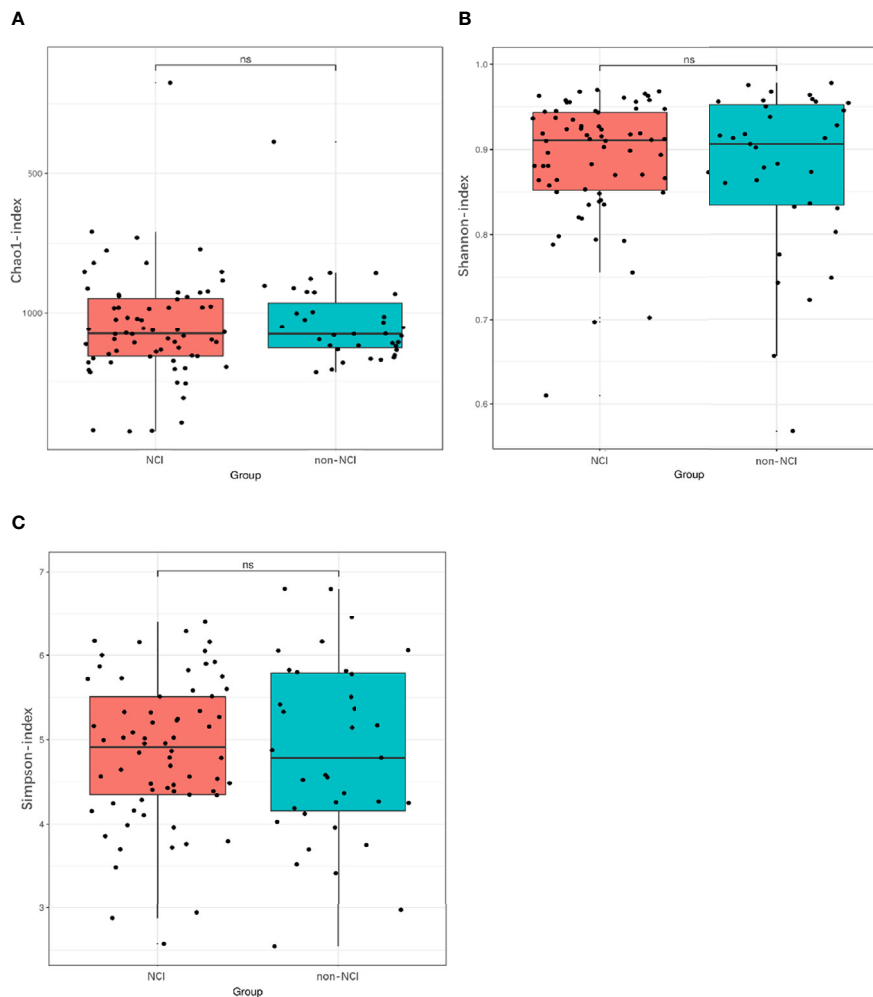 A
ns
Chao1-index
500
1000
NCI
non-NCI
Group
B
ns
Shannon-index
1.0
0.9
0.8
0.7
0.6
NCI
non-NCI
Group
C
ns
Simpson-index
7
6
5
4
3
NCI
non-NCI
Group